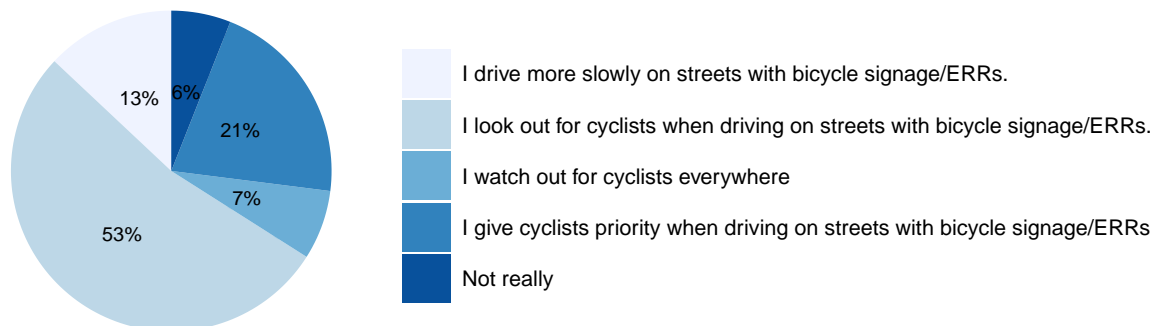 13%
6%
21%
7%
53%
I drive more slowly on streets with bicycle signage/ERRs.
I look out for cyclists when driving on streets with bicycle signage/ERRs.
I watch out for cyclists everywhere
I give cyclists priority when driving on streets with bicycle signage/ERRs
Not really